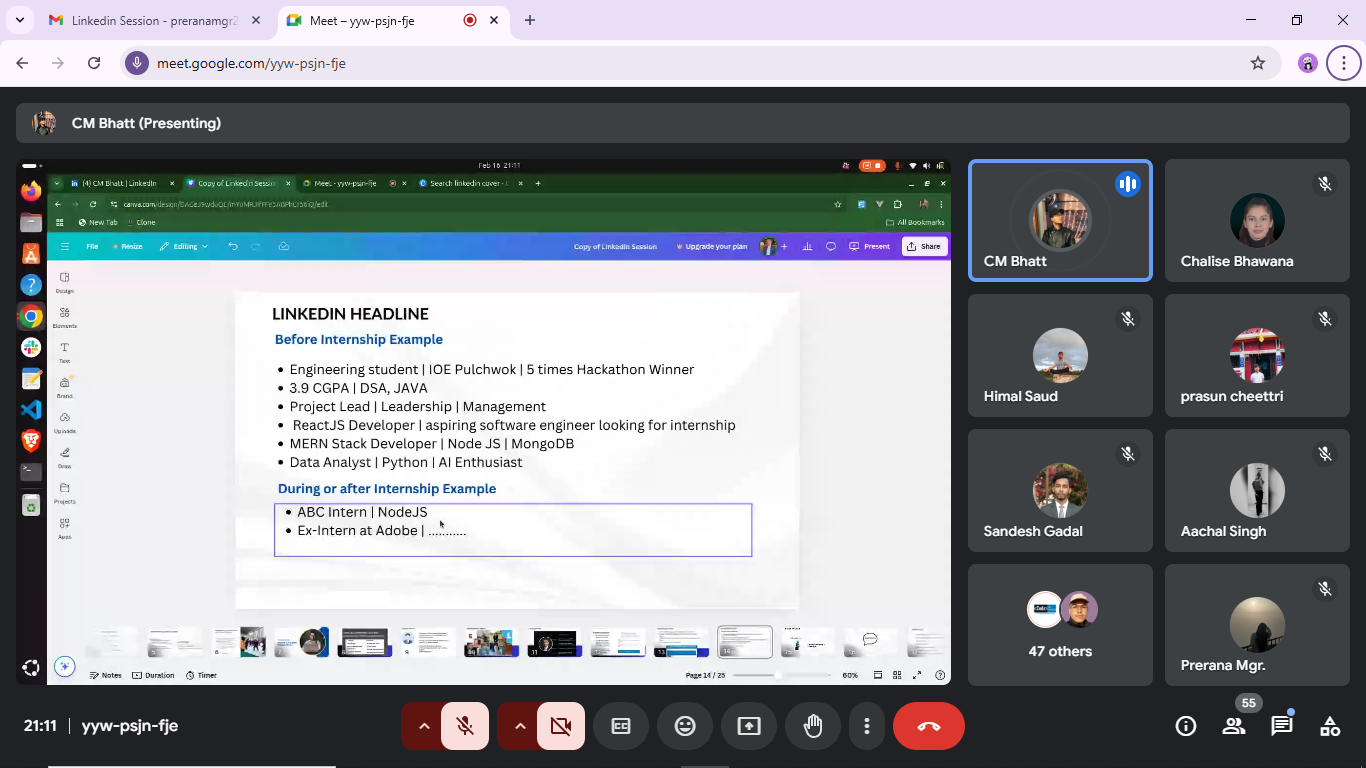 Linkedin Session - preranamgr2
Meet – yyw-psjn-fje
meet.google.com/yyw-psjn-fje
CM Bhatt (Presenting)
Feb 16 21:11
(4) CM Bhatt | LinkedIn
Copy of LinkedIn Sessio
Meet - yyw-psjn-fje
Search linkedin cover -
New Tab
Clone
All Bookmarks
File
Resize
Editing
Copy of LinkedIn Session
Upgrade your plan
Present
Share
Design
Elements
Text
Brand
Uploads
Draw
Projects
Apps
LINKEDIN HEADLINE
Before Internship Example
• Engineering student | IOE Pulchwok | 5 times Hackathon Winner
• 3.9 CGPA | DSA, JAVA
• Project Lead | Leadership | Management
• ReactJS Developer | aspiring software engineer looking for internship
• MERN Stack Developer | Node JS | MongoDB
• Data Analyst | Python | AI Enthusiast
During or after Internship Example
• ABC Intern | NodeJS
• Ex-Intern at Adobe | ...........
Notes
Duration
Timer
Page 14 / 25
60%
CM Bhatt
Chalise Bhawana
Himal Saud
prasun cheettri
Sandesh Gadal
Aachal Singh
47 others
Prerana Mgr.
21:11 | yyw-psjn-fje
55